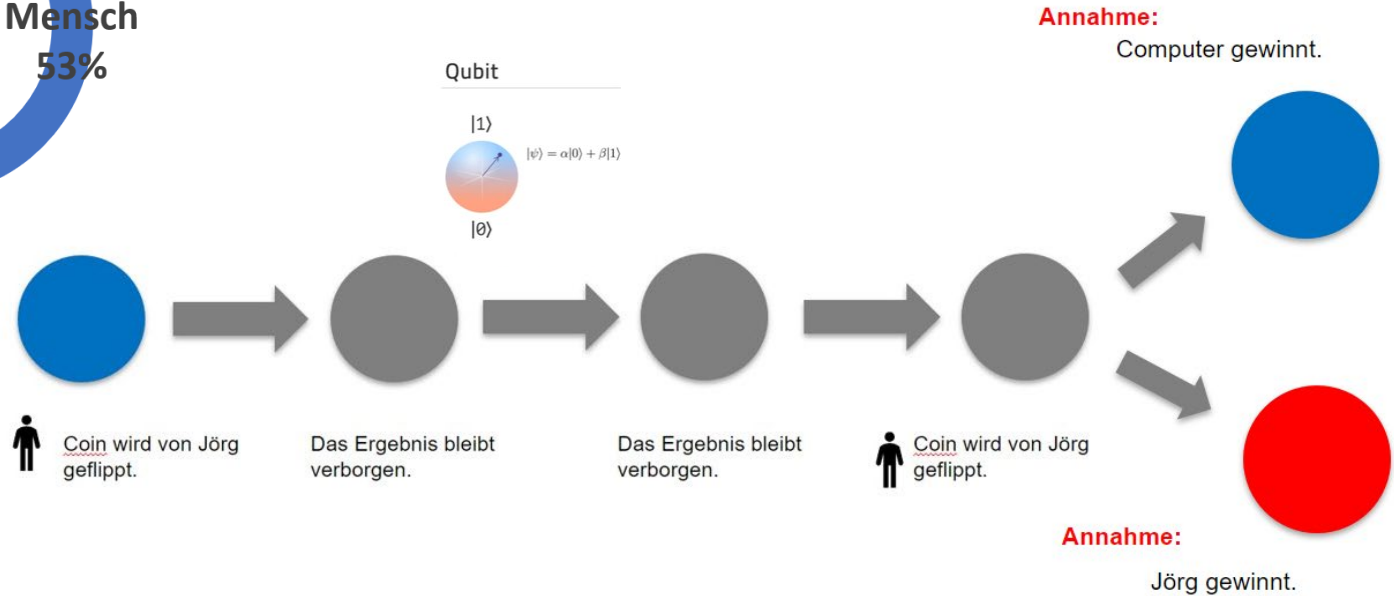 Mensch
53%
Annahme:
Computer gewinnt.
Qubit
|1⟩
|ψ⟩ = α|0⟩ + β|1⟩
|0⟩
Coin wird von Jörg
geflippt.
Das Ergebnis bleibt
verborgen.
Das Ergebnis bleibt
verborgen.
Coin wird von Jörg
geflippt.
Annahme:
Jörg gewinnt.